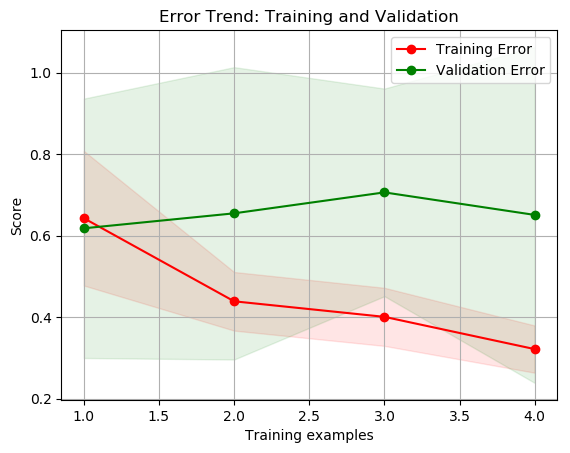 Error Trend: Training and Validation
Training Error
Validation Error
Score
1.0
0.8
0.6
0.4
0.2
1.0 1.5 2.0 2.5 3.0 3.5 4.0
Training examples